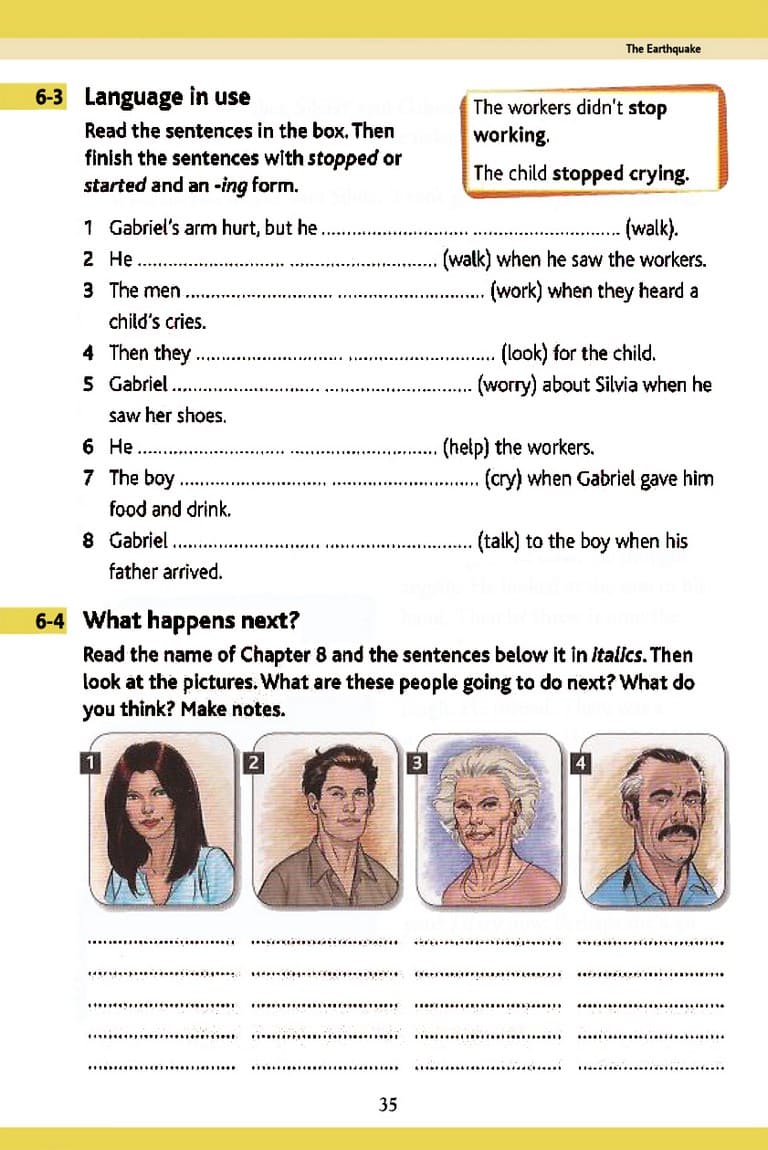 The Earthquake
6-3 Language in use
Read the sentences in the box. Then
finish the sentences with stopped or
started and an -ing form.
The workers didn't stop
working.
The child stopped crying.
1 Gabriel's arm hurt, but he ............................ ............................ (walk).
2 He ............................ ............................ (walk) when he saw the workers.
3 The men ............................ ............................ (work) when they heard a
child's cries.
4 Then they ............................ ............................ (look) for the child.
5 Gabriel ............................ ............................ (worry) about Silvia when he
saw her shoes.
6 He ............................ ............................ (help) the workers.
7 The boy ............................ ............................ (cry) when Gabriel gave him
food and drink.
8 Gabriel ............................ ............................ (talk) to the boy when his
father arrived.
6-4 What happens next?
Read the name of Chapter 8 and the sentences below it in italics. Then
look at the pictures. What are these people going to do next? What do
you think? Make notes.
1 2 3 4
35